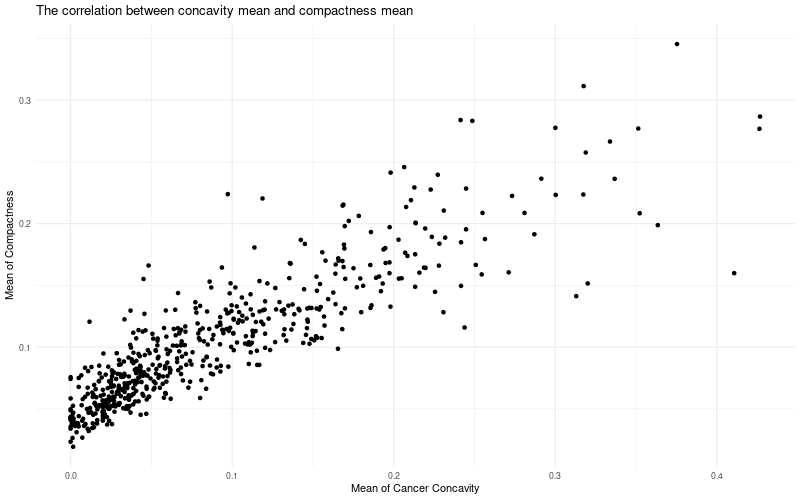 The correlation between concavity mean and compactness mean
Mean of Compactness
0.3
0.2
0.1
0.0
0.1
0.2
0.3
0.4
Mean of Cancer Concavity